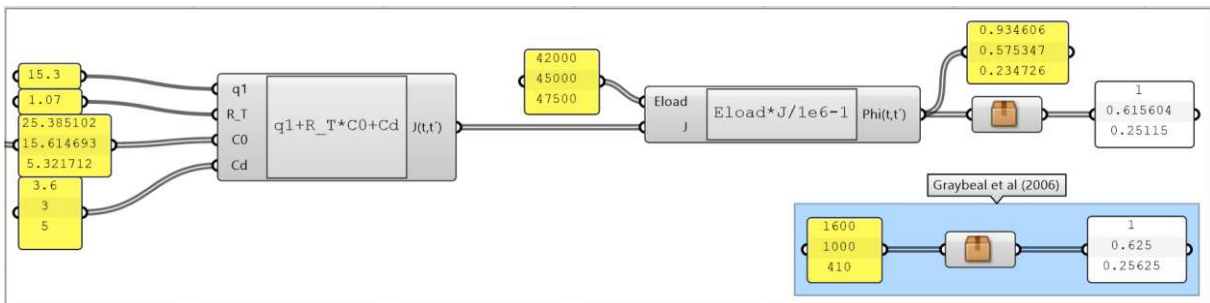 15.3
1.07
25.385102
15.614693
5.321712
3.6
3
5
q1
R_T
C0
Cd
q1+R_T*C0+Cd
J(t,t´)
42000
45000
47500
Eload
J
Eload*J/1e6-1
Phi(t,t´)
0.934606
0.575347
0.234726
1
0.615604
0.25115
Graybeal et al (2006)
1600
1000
410
1
0.625
0.25625